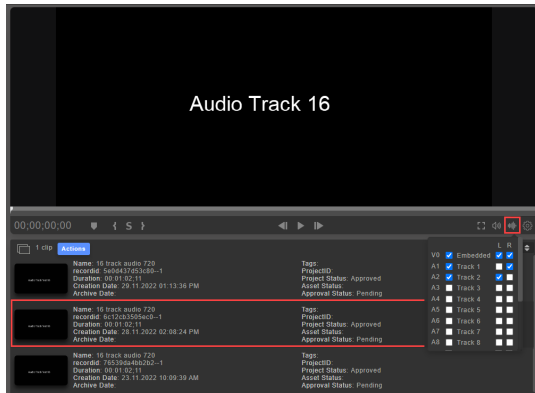 Audio Track 16
00;00;00;00
{ S }
1 clip Actions
L R
V0 Embedded
A1 Track 1
A2 Track 2
A3 Track 3
A4 Track 4
A5 Track 5
A6 Track 6
A7 Track 7
A8 Track 8
Name: 16 track audio 720
recordid: 5e0d437d53c80--1
Duration: 00:01:02;11
Creation Date: 29.11.2022 01:13:36 PM
Archive Date:
Tags:
ProjectID:
Project Status: Approved
Asset Status:
Approval Status: Pending
Name: 16 track audio 720
recordid: 6c12cb3505ec0--1
Duration: 00:01:02;11
Creation Date: 28.11.2022 02:08:24 PM
Archive Date:
Tags:
ProjectID:
Project Status: Approved
Asset Status:
Approval Status: Pending
Name: 16 track audio 720
recordid: 76539da4bb2b2--1
Duration: 00:01:02;11
Creation Date: 23.11.2022 10:09:39 AM
Archive Date:
Tags:
ProjectID:
Project Status: Approved
Asset Status:
Approval Status: Pending